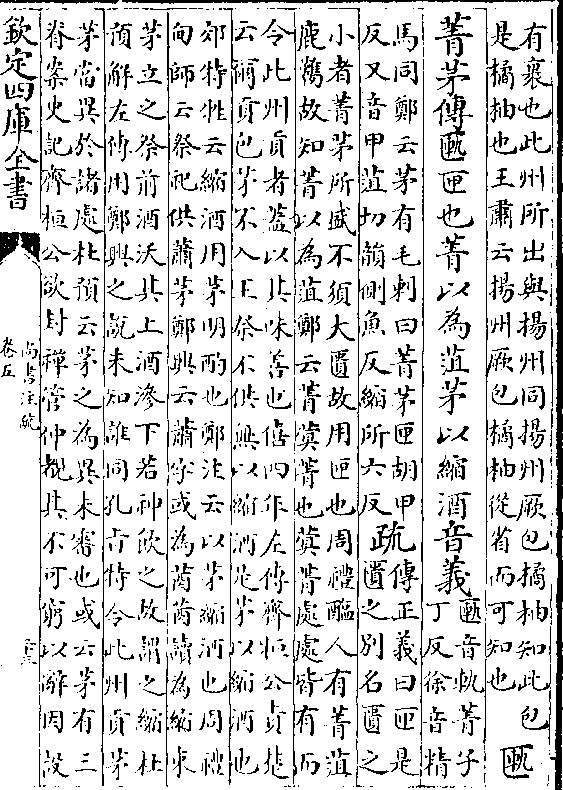 有裹也此州所出與揚州同揚州厥包橘柚知此包
是橘柚也王肅云揚州厥包橘柚從省而可知也
匭
菁茅傳匭匣也菁以為菹茅以縮酒音義
匭音軌菁子
丁反徐音精
馬同鄭云茅有毛刺曰菁茅匣胡甲
反又音甲菹切韻側魚反縮所六反
疏
傳正義曰匣是
匱之別名匱之
小者菁茅所盛不須大匱故用匣也周禮醢人有菁菹
鹿臡故知菁以為菹鄭云菁蔓菁也蔓菁處處皆有而
令此州貢者蓋以其味善也僖四年左傳齊桓公責楚
云爾貢包茅不入王祭不供無以縮酒是茅以縮酒也
郊特牲云縮酒用茅明酌也鄭注云以茅縮酒也周禮
甸師云祭祀供蕭茅鄭興云蕭字或為莤莤讀為縮束
茅立之祭前酒沃其上酒滲下若神飲之故謂之縮杜
預解左傳用鄭興之說未知誰同孔旨特令此州貢茅
茅當異於諸處杜預云茅之為異未審也或云茅有三
脊案史記齊桓公欲封禪管仲覩其不可窮以辭因設
欽定四庫全書
尚書注疏
卷五